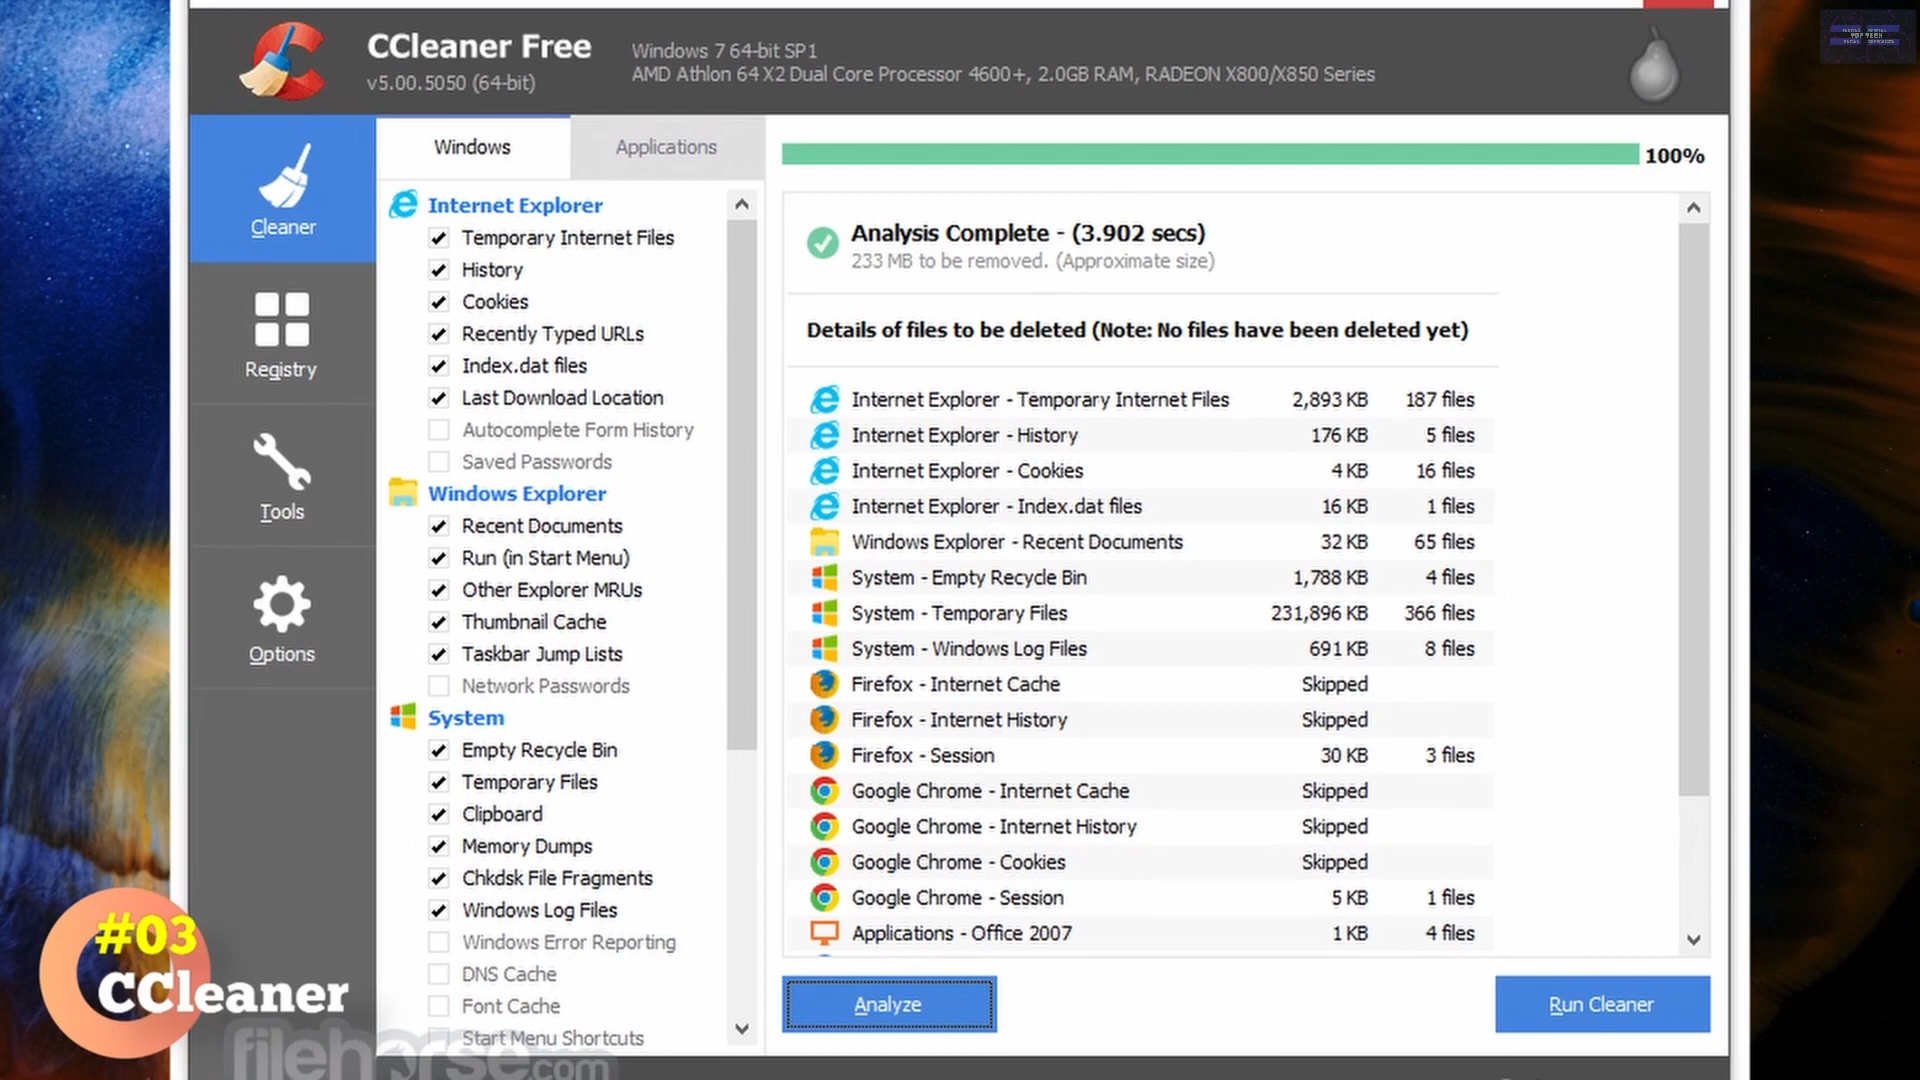 CCleaner Free
v5.00.5050 (64-bit)
Windows 7 64-bit SP1
AMD Athlon 64 X2 Dual Core Processor 4600+, 2.0GB RAM, RADEON X800/X850 Series
Cleaner
Registry
Tools
Options
Windows
Applications
Internet Explorer
Temporary Internet Files
History
Cookies
Recently Typed URLs
Index.dat files
Last Download Location
Autocomplete Form History
Saved Passwords
Windows Explorer
Recent Documents
Run (in Start Menu)
Other Explorer MRUs
Thumbnail Cache
Taskbar Jump Lists
Network Passwords
System
Empty Recycle Bin
Temporary Files
Clipboard
Memory Dumps
Chkdsk File Fragments
Windows Log Files
Windows Error Reporting
DNS Cache
Font Cache
Start Menu Shortcuts
100%
Analysis Complete - (3.902 secs)
233 MB to be removed. (Approximate size)
Details of files to be deleted (Note: No files have been deleted yet)
Internet Explorer - Temporary Internet Files 2,893 KB 187 files
Internet Explorer - History 176 KB 5 files
Internet Explorer - Cookies 4 KB 16 files
Internet Explorer - Index.dat files 16 KB 1 files
Windows Explorer - Recent Documents 32 KB 65 files
System - Empty Recycle Bin 1,788 KB 4 files
System - Temporary Files 231,896 KB 366 files
System - Windows Log Files 691 KB 8 files
Firefox - Internet Cache Skipped
Firefox - Internet History Skipped
Firefox - Session 30 KB 3 files
Google Chrome - Internet Cache Skipped
Google Chrome - Internet History Skipped
Google Chrome - Cookies Skipped
Google Chrome - Session 5 KB 1 files
Applications - Office 2007 1 KB 4 files
Analyze
Run Cleaner
#03
CCleaner
filehorse.com